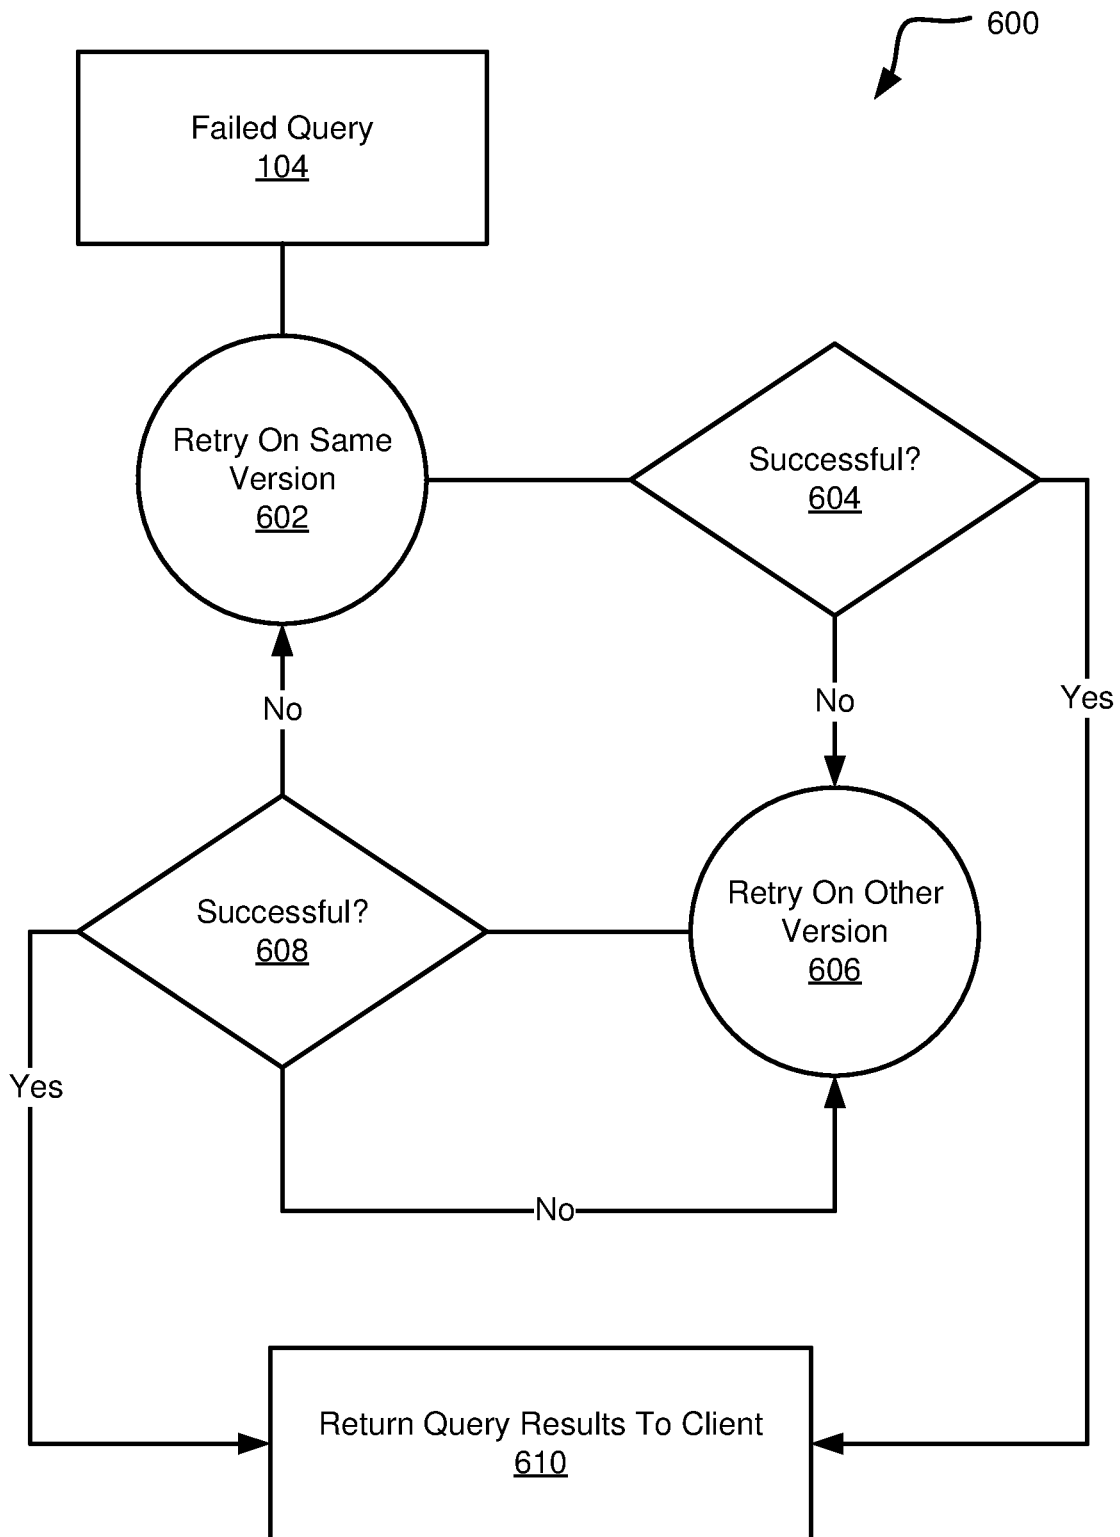 600
Failed Query
104
Retry On Same
Version
602
Successful?
604
No
No
Yes
Successful?
608
Retry On Other
Version
606
Yes
No
Return Query Results To Client
610